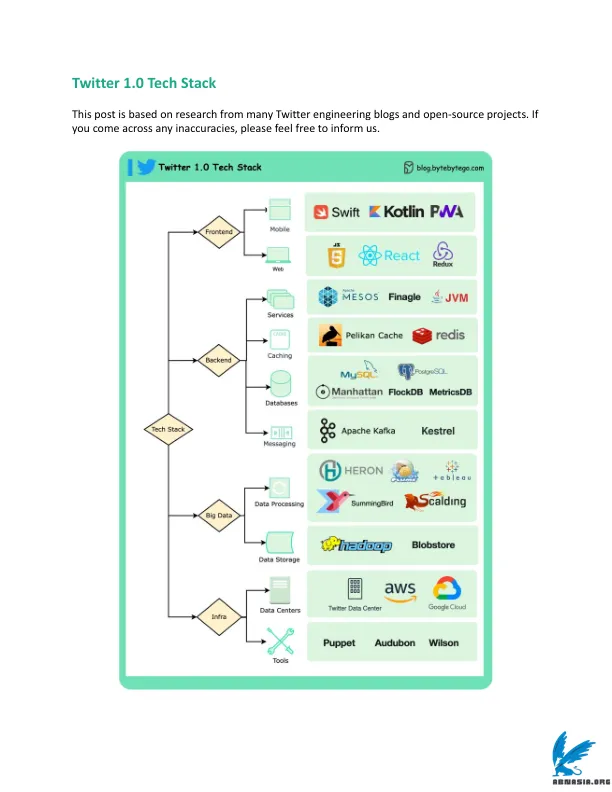 Twitter 1.0 Tech Stack
This post is based on research from many Twitter engineering blogs and open-source projects. If
you come across any inaccuracies, please feel free to inform us.
Twitter 1.0 Tech Stack
blog.bytebytego.com
Tech Stack
Frontend
Mobile
Swift Kotlin PWA
Web
JS React Redux
Backend
Services
MESOS Finagle JVM
Caching
Pelikan Cache redis
Databases
MySQL PostgreSQL
Manhattan FlockDB MetricsDB
Messaging
Apache Kafka Kestrel
Big Data
Data Processing
HERON +ableau
SummingBird Scalding
Data Storage
hadoop Blobstore
Infra
Data Centers
Twitter Data Center aws Google Cloud
Tools
Puppet Audubon Wilson
ABNASIA.ORG